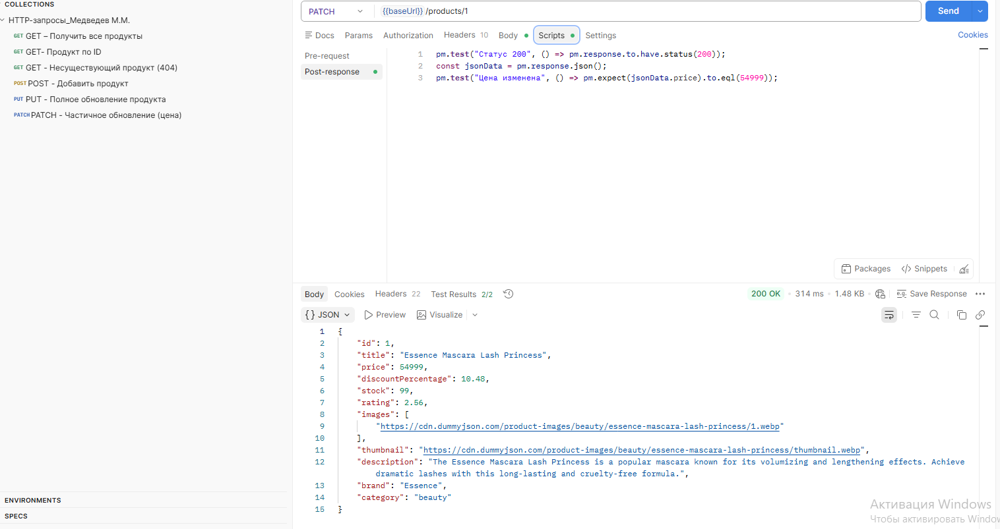 COLLECTIONS
HTTP-запросы_Медведев М.М.
GET GET – Получить все продукты
GET GET- Продукт по ID
GET GET - Несуществующий продукт (404)
POST POST - Добавить продукт
PUT PUT - Полное обновление продукта
PATCH PATCH - Частичное обновление (цена)
ENVIRONMENTS
SPECS
PATCH {{baseUrl}} /products/1 Send
Docs Params Authorization Headers 10 Body Scripts Settings Cookies
Pre-request
Post-response
1 pm.test("Статус 200", () => pm.response.to.have.status(200));
2 const jsonData = pm.response.json();
3 pm.test("Цена изменена", () => pm.expect(jsonData.price).to.eql(54999));
Packages </> Snippets
Body Cookies Headers 22 Test Results 2/2 200 OK • 314 ms • 1.48 KB e.g. Save Response
{} JSON Preview Visualize
1 {
2 "id": 1,
3 "title": "Essence Mascara Lash Princess",
4 "price": 54999,
5 "discountPercentage": 10.48,
6 "stock": 99,
7 "rating": 2.56,
8 "images": [
9 "https://cdn.dummyjson.com/product-images/beauty/essence-mascara-lash-princess/1.webp"
10 ],
11 "thumbnail": "https://cdn.dummyjson.com/product-images/beauty/essence-mascara-lash-princess/thumbnail.webp",
12 "description": "The Essence Mascara Lash Princess is a popular mascara known for its volumizing and lengthening effects. Achieve
dramatic lashes with this long-lasting and cruelty-free formula.",
13 "brand": "Essence",
14 "category": "beauty"
15 }
Активация Windows
Чтобы активировать Window